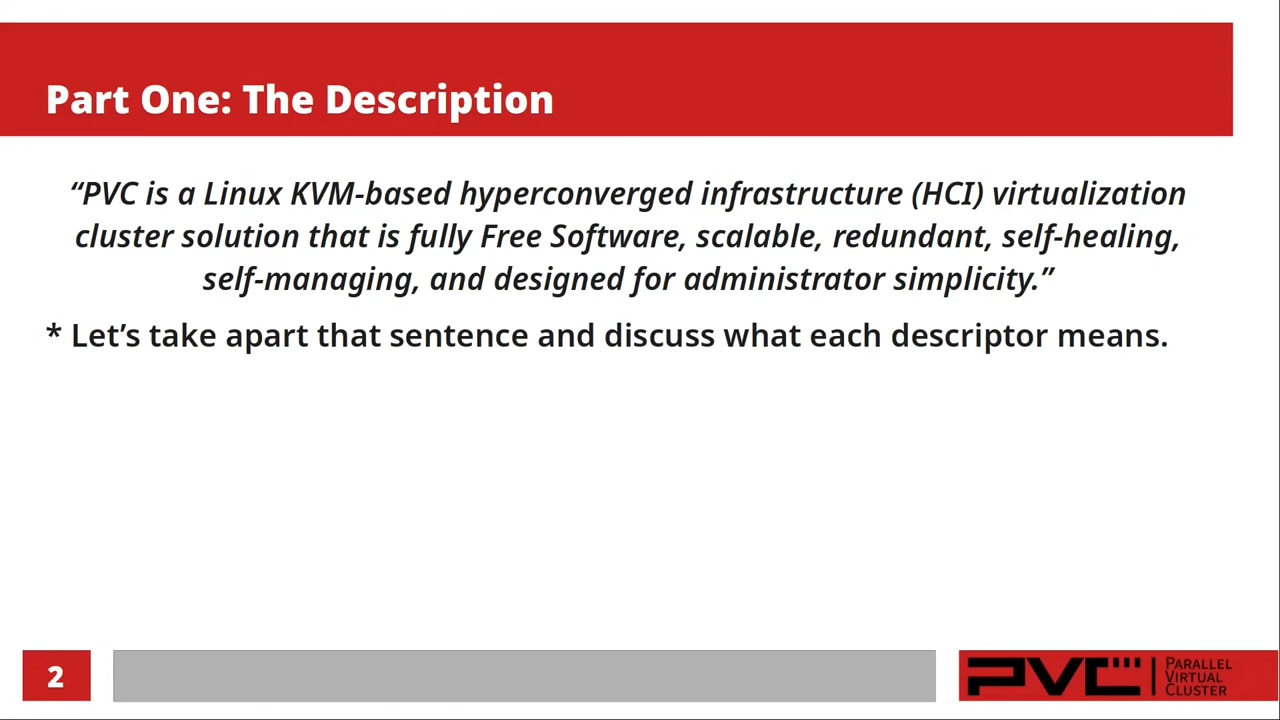 Part One: The Description
“PVC is a Linux KVM-based hyperconverged infrastructure (HCI) virtualization
cluster solution that is fully Free Software, scalable, redundant, self-healing,
self-managing, and designed for administrator simplicity.”
* Let’s take apart that sentence and discuss what each descriptor means.
2
PVC
PARALLEL
VIRTUAL
CLUSTER